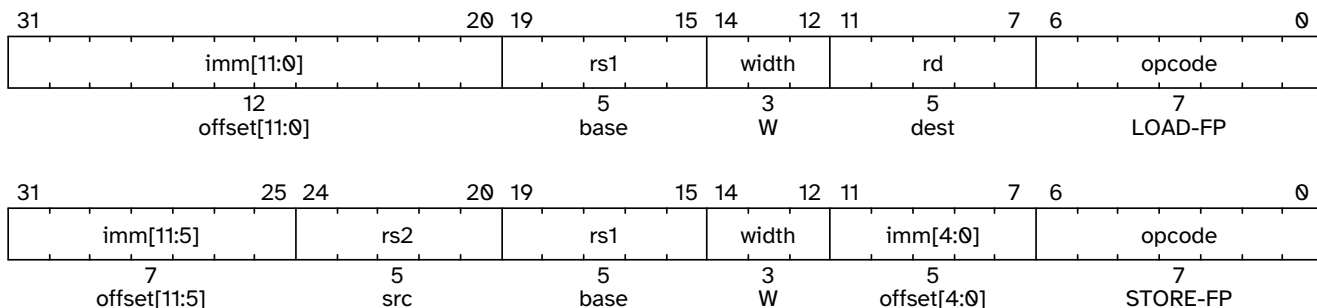 31 20 19 15 14 12 11 7 6 0
imm[11:0] rs1 width rd opcode
12 5 3 5 7
offset[11:0] base W dest LOAD-FP
31 25 24 20 19 15 14 12 11 7 6 0
imm[11:5] rs2 rs1 width imm[4:0] opcode
7 5 5 3 5 7
offset[11:5] src base W offset[4:0] STORE-FP